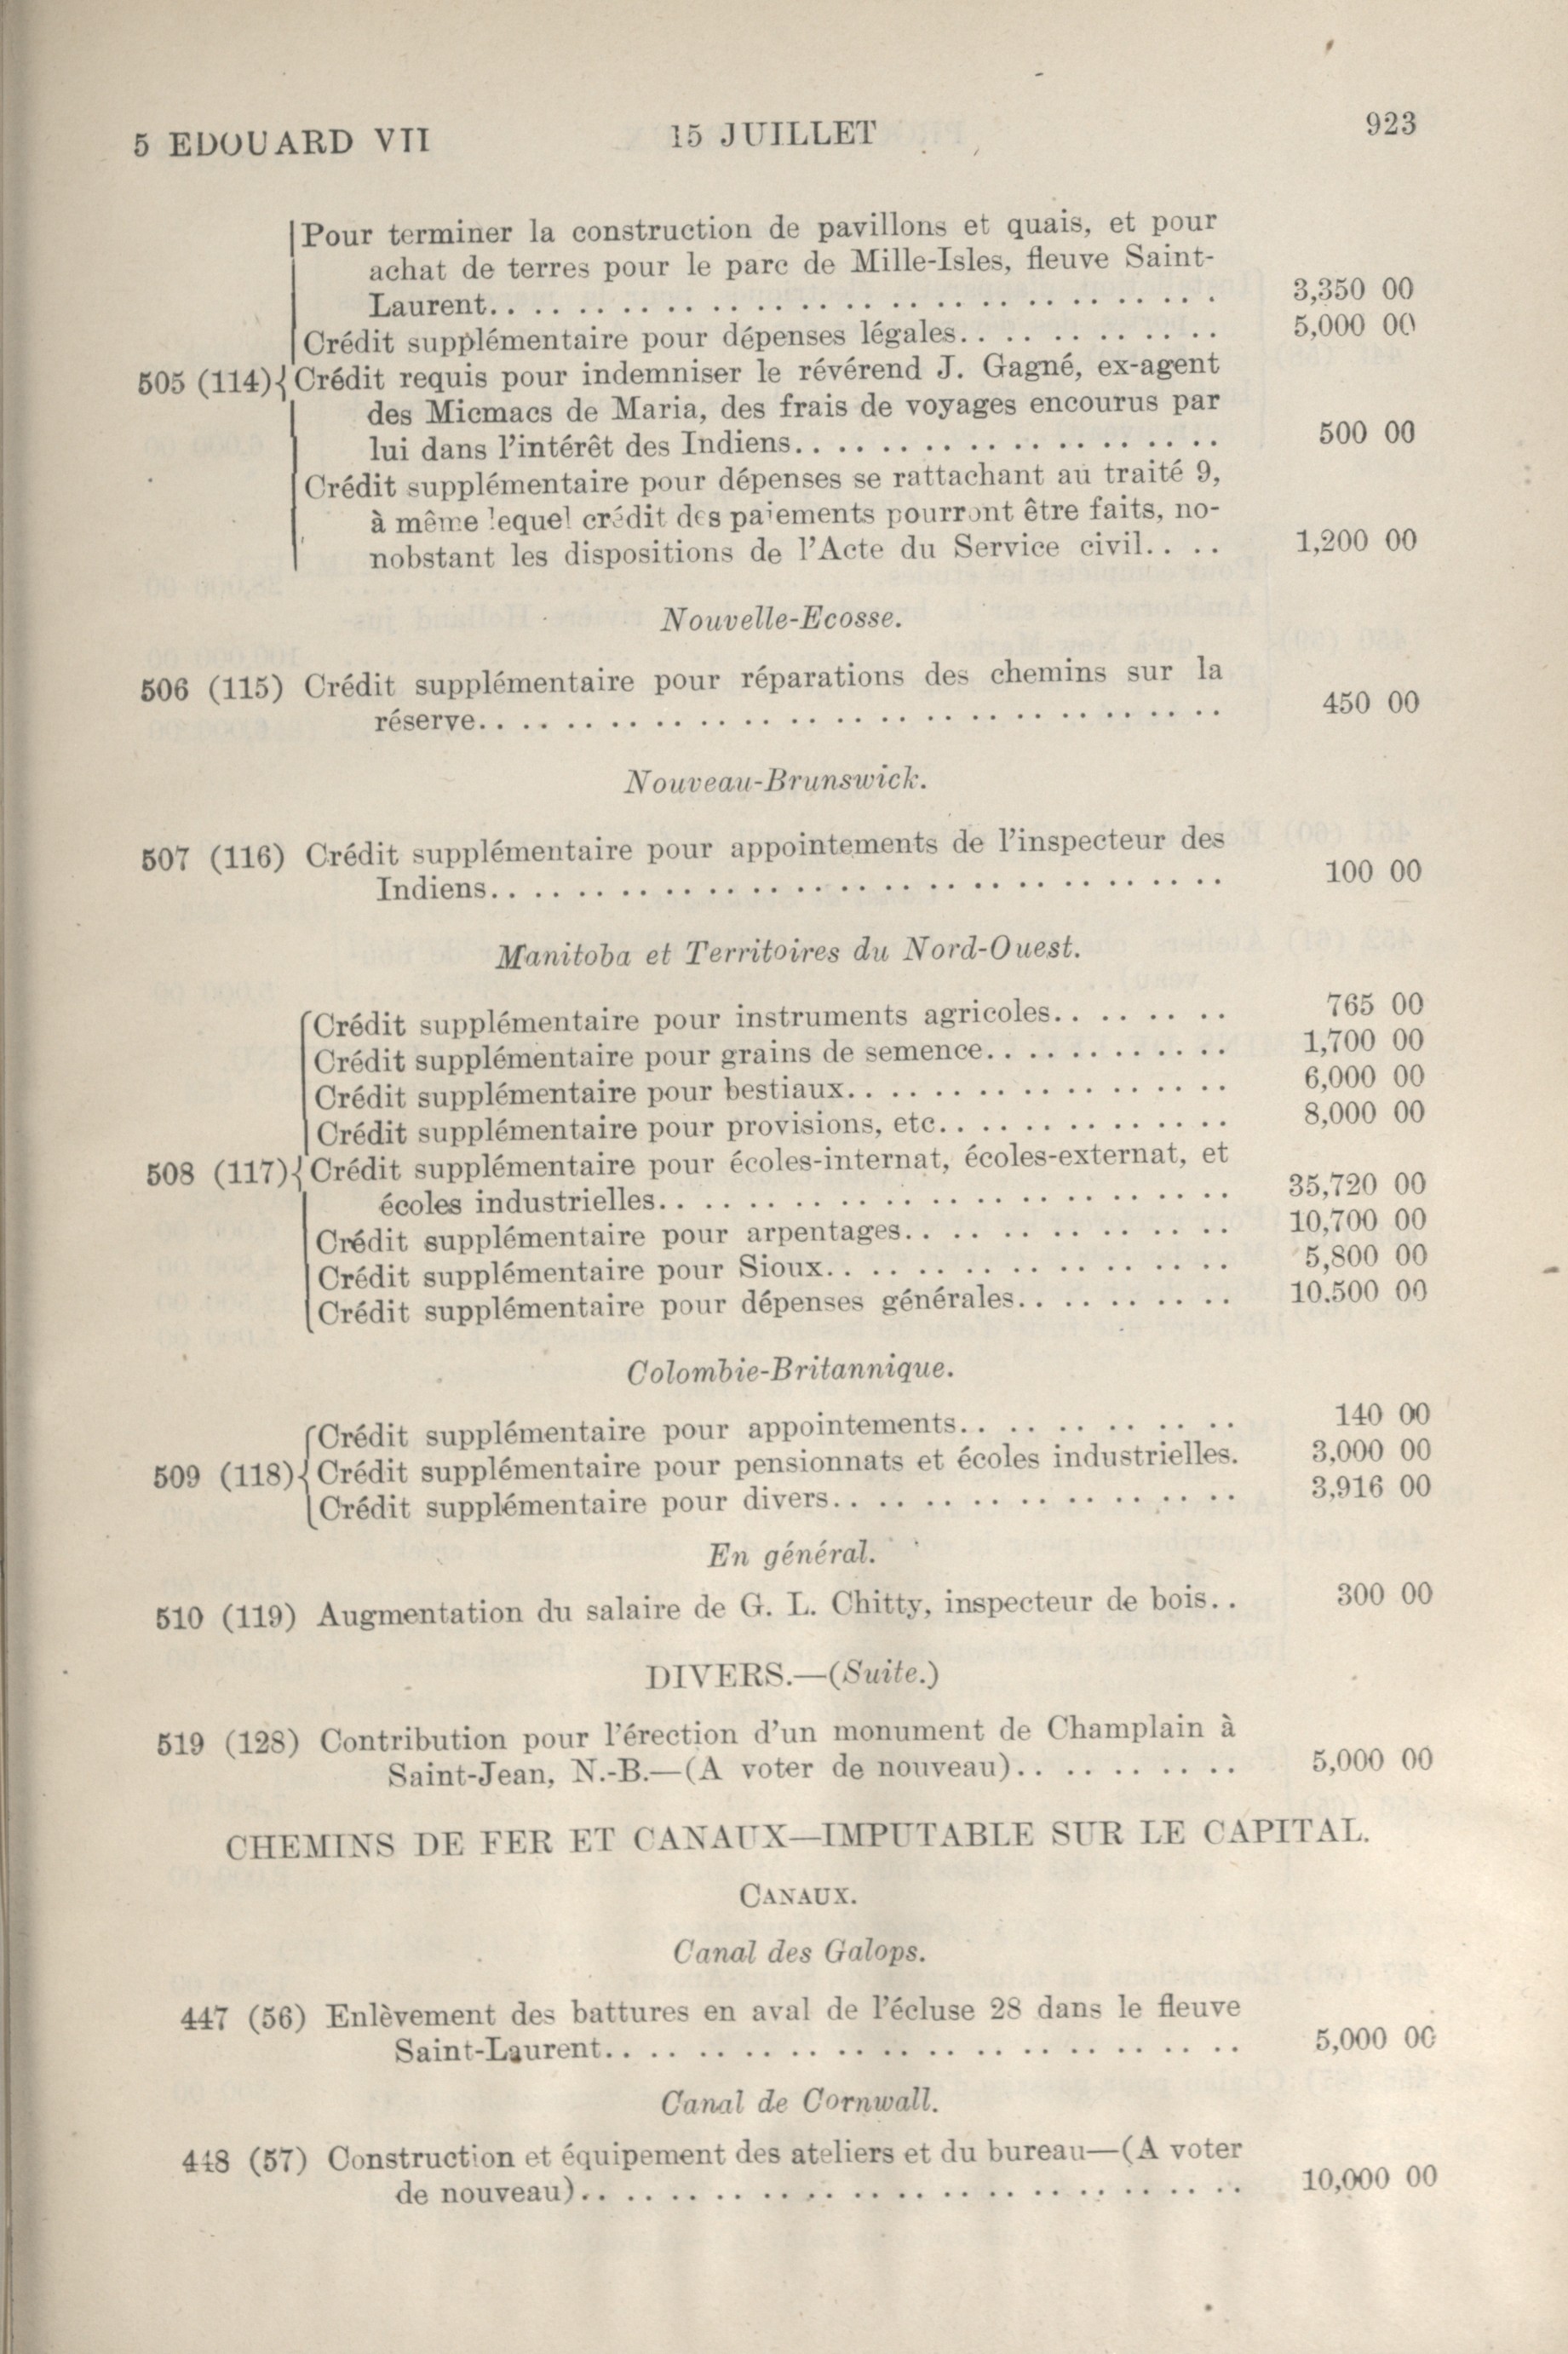 5 EDOUARD VII 15 JUILLET 923
Pour terminer la construction de pavillons et quais, et pour
achat de terres pour le parc de Mille-Isles, fleuve Saint-
Laurent. . . . . . . . . . . . . . . . . . . . . . . . . . . . . . . . 3,350 00
Crédit supplémentaire pour dépenses légales. . . . . . . . . . . . . 5,000 00
505 (114) { Crédit requis pour indemniser le révérend J. Gagné, ex-agent
des Micmacs de Maria, des frais de voyages encourus par
lui dans l'intérêt des Indiens. . . . . . . . . . . . . . . . . . . 500 00
Crédit supplémentaire pour dépenses se rattachant au traité 9,
à même lequel crédit des paiements pourront être faits, no-
nobstant les dispositions de l'Acte du Service civil. . . . 1,200 00
Nouvelle-Ecosse.
506 (115) Crédit supplémentaire pour réparations des chemins sur la
réserve. . . . . . . . . . . . . . . . . . . . . . . . . . . . . . . . . 450 00
Nouveau-Brunswick.
507 (116) Crédit supplémentaire pour appointements de l'inspecteur des
Indiens. . . . . . . . . . . . . . . . . . . . . . . . . . . . . . . . . 100 00
Manitoba et Territoires du Nord-Ouest.
Crédit supplémentaire pour instruments agricoles. . . . . . . . 765 00
Crédit supplémentaire pour grains de semence. . . . . . . . . . . 1,700 00
Crédit supplémentaire pour bestiaux. . . . . . . . . . . . . . . . . 6,000 00
Crédit supplémentaire pour provisions, etc. . . . . . . . . . . . . 8,000 00
508 (117) { Crédit supplémentaire pour écoles-internat, écoles-externat, et
écoles industrielles. . . . . . . . . . . . . . . . . . . . . . . . . 35,720 00
Crédit supplémentaire pour arpentages. . . . . . . . . . . . . . 10,700 00
Crédit supplémentaire pour Sioux. . . . . . . . . . . . . . . . . 5,800 00
Crédit supplémentaire pour dépenses générales. . . . . . . . . 10.500 00
Colombie-Britannique.
Crédit supplémentaire pour appointements. . . . . . . . . . . . 140 00
509 (118) { Crédit supplémentaire pour pensionnats et écoles industrielles. 3,000 00
Crédit supplémentaire pour divers. . . . . . . . . . . . . . . . . 3,916 00
En général.
510 (119) Augmentation du salaire de G. L. Chitty, inspecteur de bois. . 300 00
DIVERS.—(Suite.)
519 (128) Contribution pour l'érection d'un monument de Champlain à
Saint-Jean, N.-B.—(A voter de nouveau). . . . . . . . . . 5,000 00
CHEMINS DE FER ET CANAUX—IMPUTABLE SUR LE CAPITAL.
CANAUX.
Canal des Galops.
447 (56) Enlèvement des battures en aval de l'écluse 28 dans le fleuve
Saint-Laurent. . . . . . . . . . . . . . . . . . . . . . . . . . . . 5,000 00
Canal de Cornwall.
448 (57) Construction et équipement des ateliers et du bureau—(A voter
de nouveau). . . . . . . . . . . . . . . . . . . . . . . . . . . . . 10,000 00